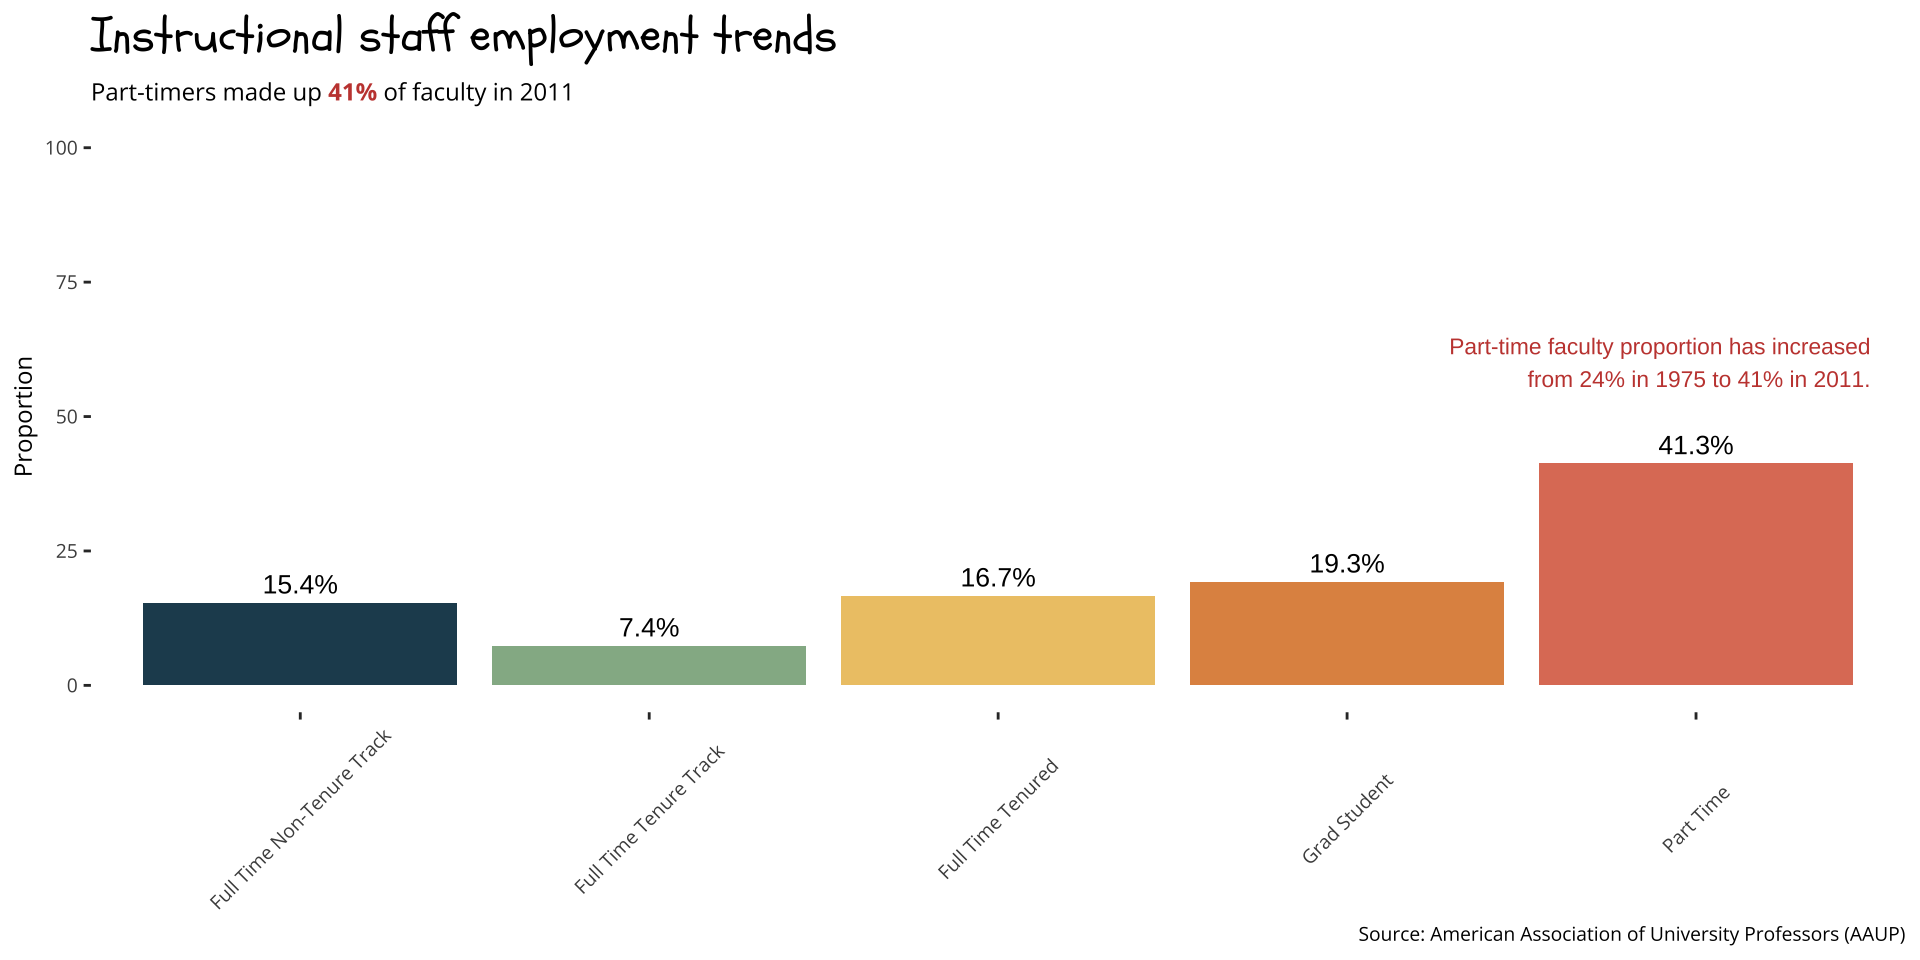 Instructional staff employment trends
Part-timers made up 41% of faculty in 2011
100
75
50
25
0
Proportion
Part-time faculty proportion has increased
from 24% in 1975 to 41% in 2011.
15.4%
7.4%
16.7%
19.3%
41.3%
Full Time Non-Tenure Track
Full Time Tenure Track
Full Time Tenured
Grad Student
Part Time
Source: American Association of University Professors (AAUP)